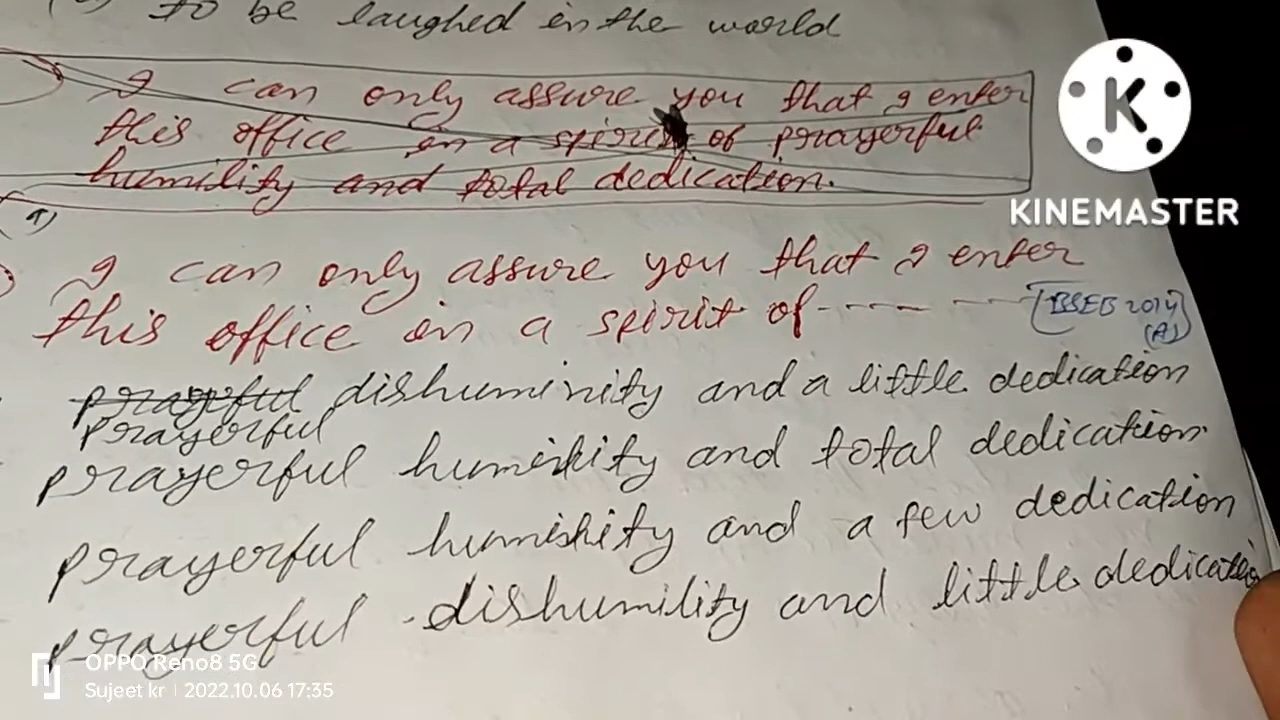 to be laughed in the world
I can only assure you that I enter
this office in a spirit of prayerful
humility and total dedication.
I can only assure you that I enter
this office in a spirit of - - - - - - - [BSEB 2014
(A)]
prayerful dishuminity and a little dedication
prayerful
prayerful humility and total dedication
prayerful humility and a few dedication
prayerful dishumility and little dedication
K
KINEMASTER
OPPO Reno8 5G
Sujeet kr | 2022.10.06 17:35